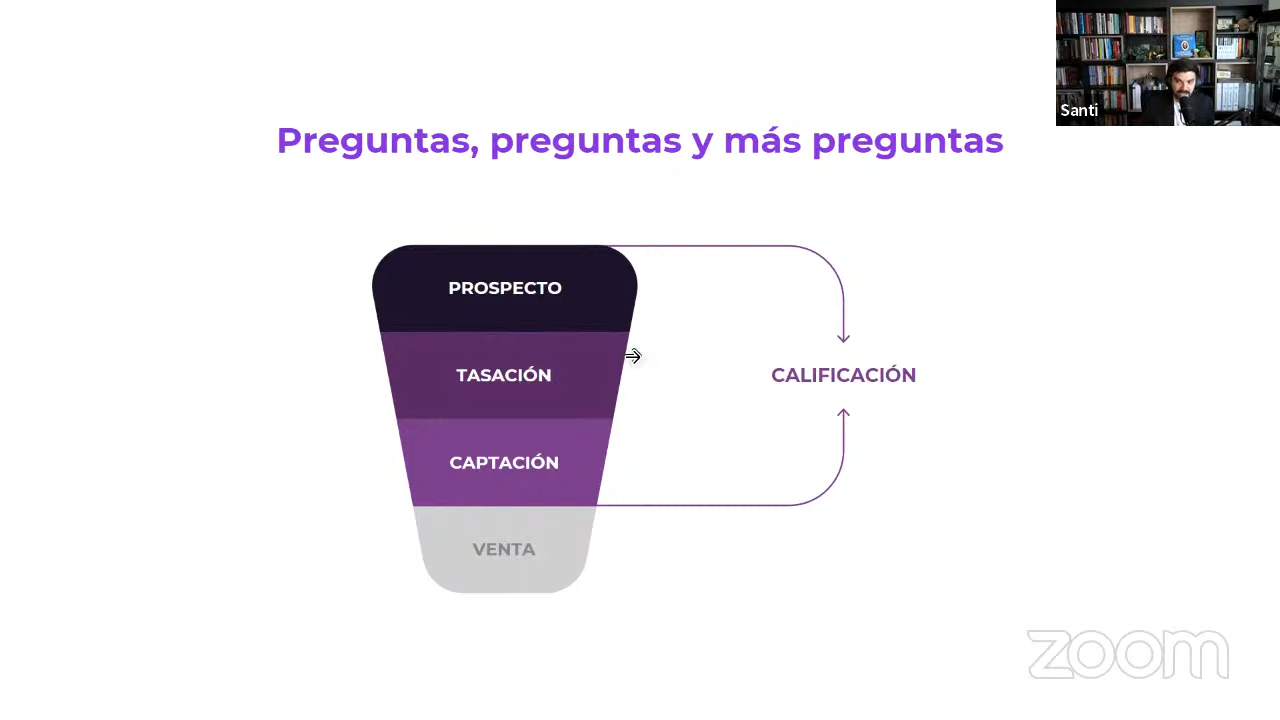 Santi
Preguntas, preguntas y más preguntas
PROSPECTO
TASACIÓN
CALIFICACIÓN
CAPTACIÓN
VENTA
zoom